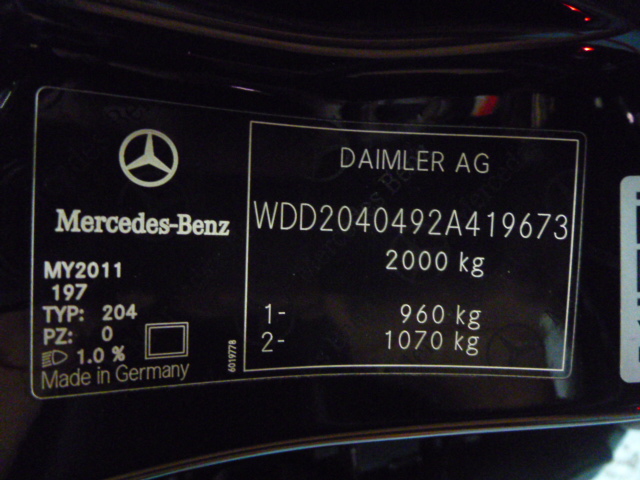 Mercedes-Benz
MY2011
197
TYP: 204
PZ: 0
1.0 %
Made in Germany
6019778
DAIMLER AG
WDD2040492A419673
2000 kg
1- 960 kg
2- 1070 kg